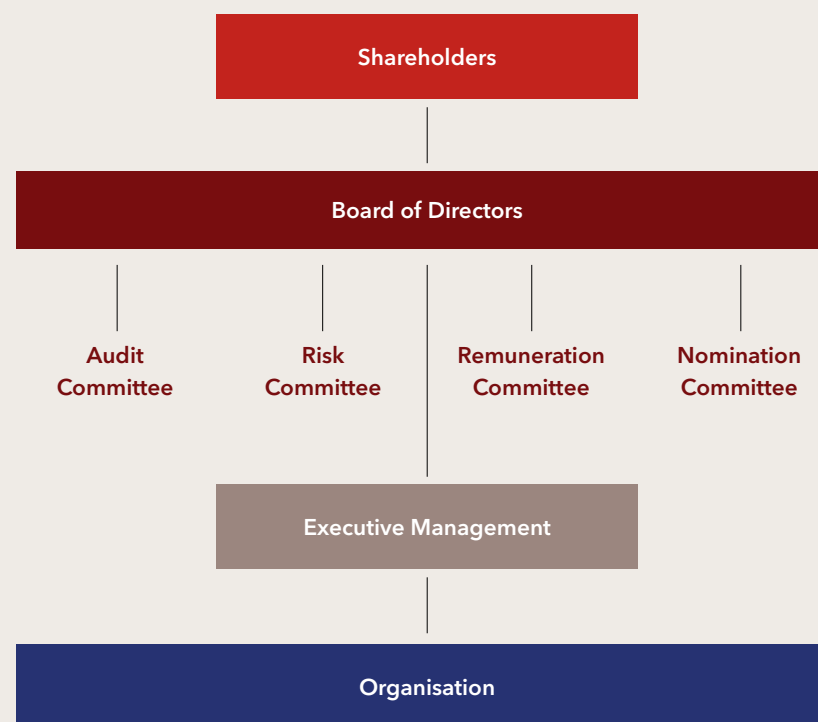 Shareholders
Board of Directors
Audit
Committee
Risk
Committee
Remuneration
Committee
Nomination
Committee
Executive Management
Organisation